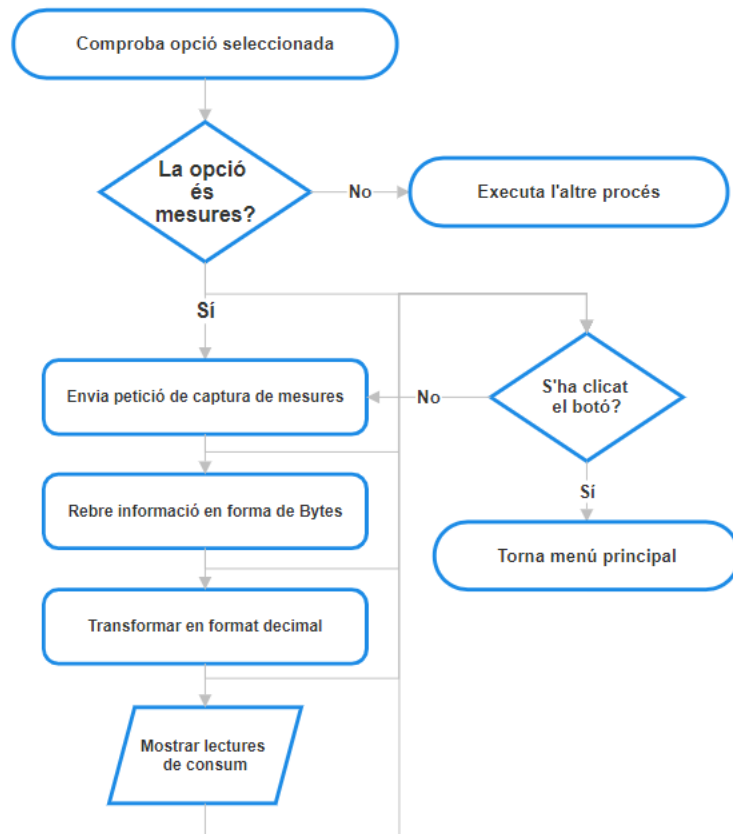 Comproba opció seleccionada
La opció
és
mesures?
No
Executa l'altre procés
Sí
Envia petició de captura de mesures
No
S'ha clicat
el botó?
Sí
Rebre informació en forma de Bytes
Torna menú principal
Transformar en format decimal
Mostrar lectures
de consum